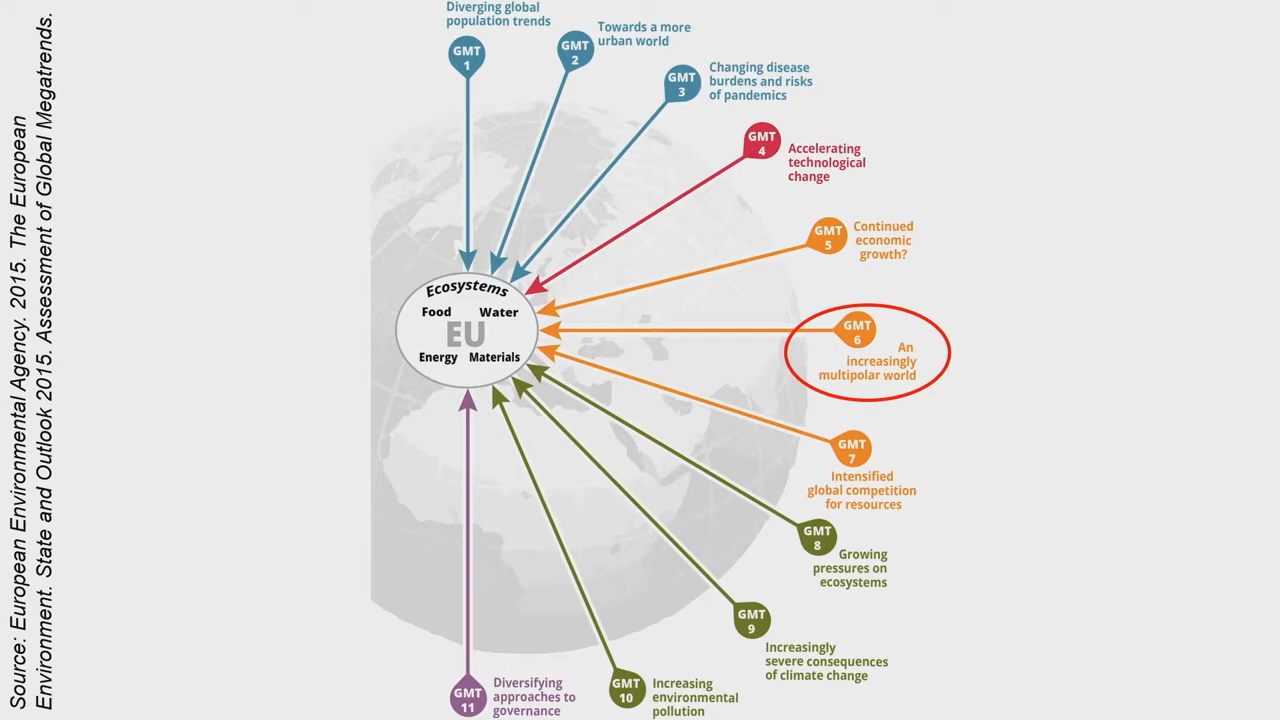 Source: European Environmental Agency. 2015. The European
Environment. State and Outlook 2015. Assessment of Global Megatrends.
Diverging global
population trends
GMT
1
Towards a more
urban world
GMT
2
Changing disease
burdens and risks
of pandemics
GMT
3
GMT
4
Accelerating
technological
change
GMT
5
Continued
economic
growth?
GMT
6
An
increasingly
multipolar world
GMT
7
Intensified
global competition
for resources
GMT
8
Growing
pressures on
ecosystems
GMT
9
Increasingly
severe consequences
of climate change
GMT
10
Increasing
environmental
pollution
GMT
11
Diversifying
approaches to
governance
Ecosystems
Food Water
EU
Energy Materials